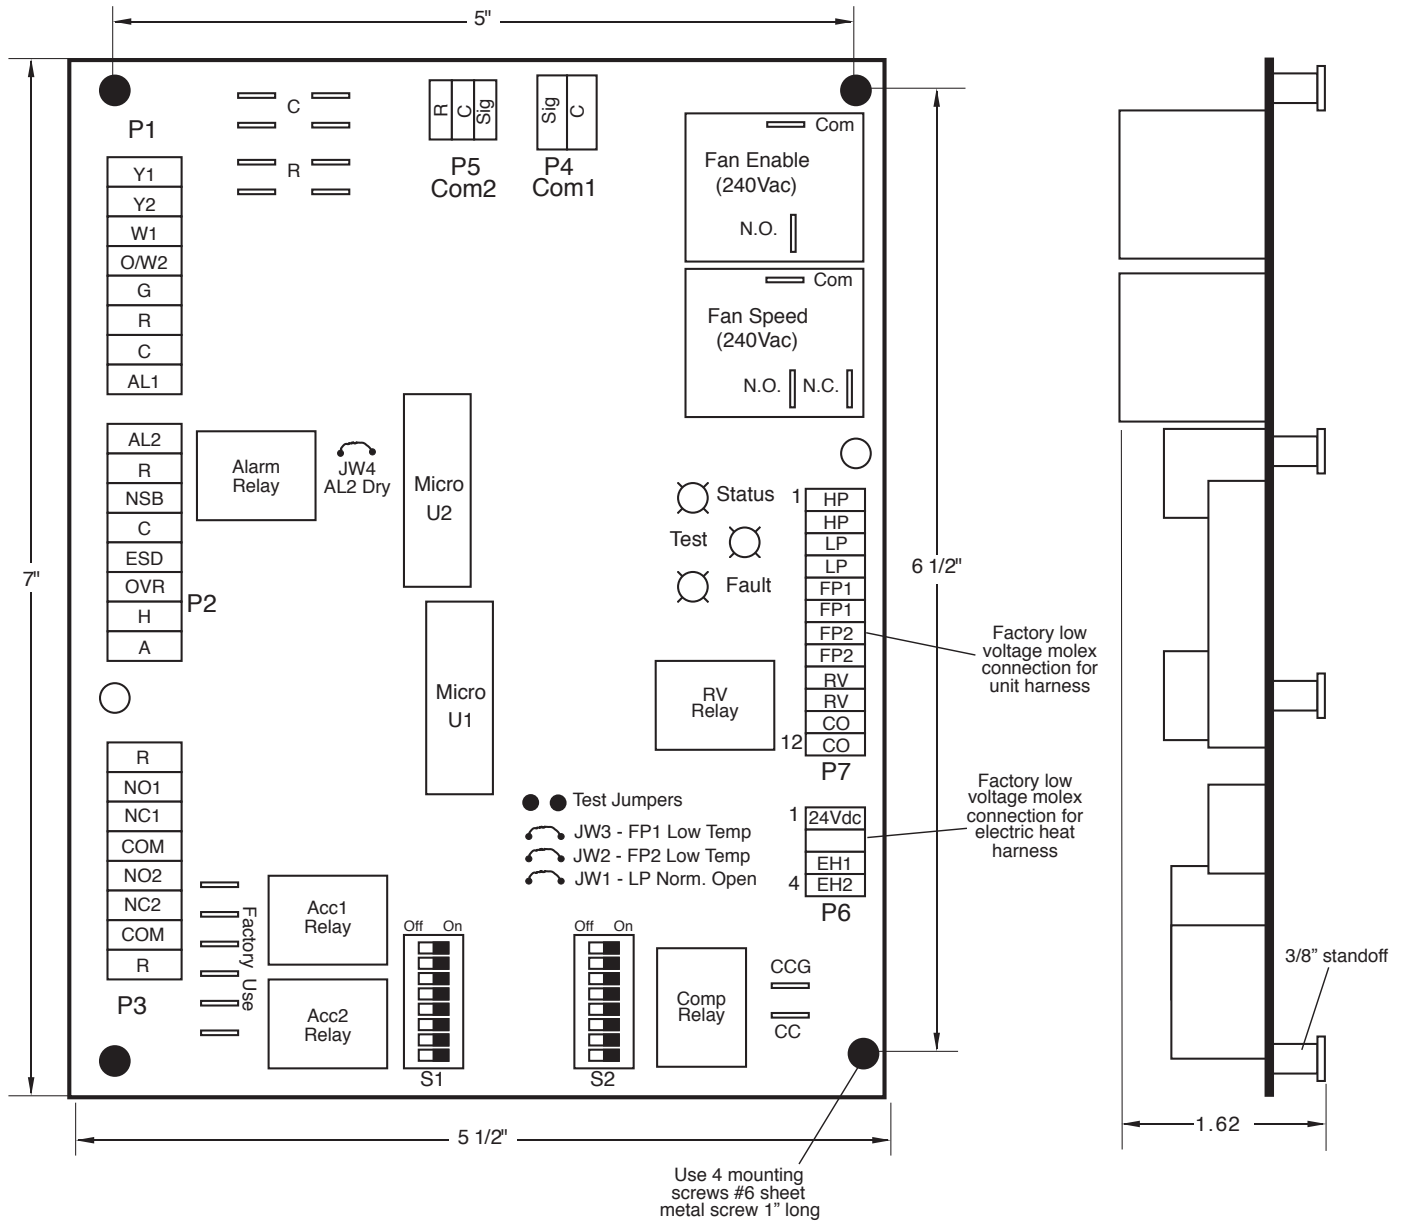 5"
P1
Y1
Y2
W1
O/W2
G
R
C
AL1
C
R
R
C
Sig
P5
Com2
Sig
C
P4
Com1
Com
Fan Enable
(240Vac)
N.O.
Com
Fan Speed
(240Vac)
N.O.
N.C.
AL2
R
NSB
C
ESD
OVR
H
A
P2
Alarm
Relay
JW4
AL2 Dry
Micro
U2
Micro
U1
Status
Test
Fault
1
HP
HP
LP
LP
FP1
FP1
FP2
FP2
RV
RV
CO
CO
12
P7
RV
Relay
7"
6 1/2"
Factory low
voltage molex
connection for
unit harness
R
NO1
NC1
COM
NO2
NC2
COM
R
P3
Factory Use
Acc1
Relay
Acc2
Relay
Test Jumpers
JW3 - FP1 Low Temp
JW2 - FP2 Low Temp
JW1 - LP Norm. Open
1
24Vdc
EH1
4
EH2
P6
Factory low
voltage molex
connection for
electric heat
harness
Off On
S1
Off On
S2
Comp
Relay
CCG
CC
3/8” standoff
1.62
5 1/2"
Use 4 mounting
screws #6 sheet
metal screw 1” long